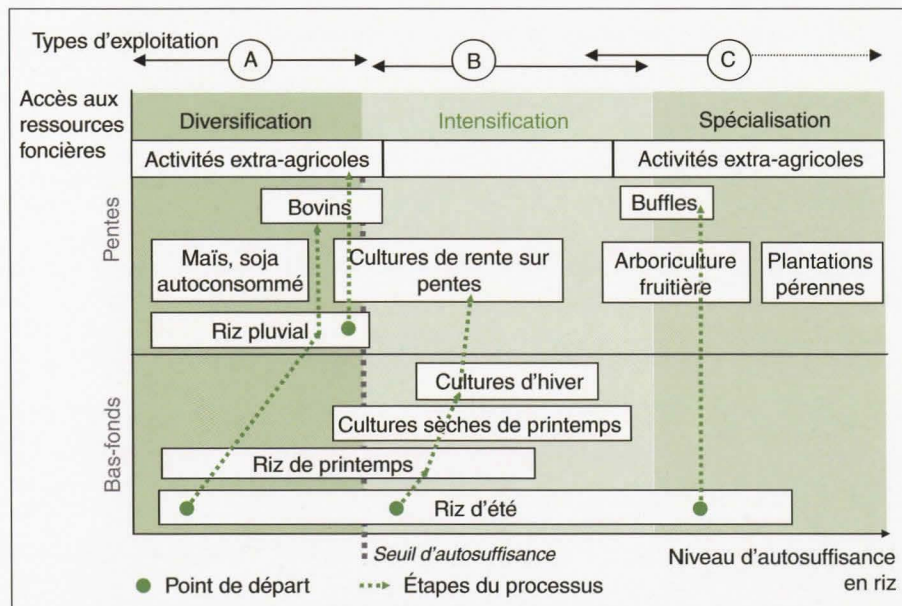 Types d'exploitation
A
B
C
Accès aux
ressources
foncières
Diversification
Intensification
Spécialisation
Activités extra-agricoles
Activités extra-agricoles
Pentes
Bovins
Buffles
Maïs, soja
autoconsommé
Cultures de rente sur
pentes
Arboriculture
fruitière
Plantations
pérennes
Riz pluvial
Bas-fonds
Cultures d'hiver
Cultures sèches de printemps
Riz de printemps
Riz d'été
Seuil d'autosuffisance
Niveau d'autosuffisance
en riz
Point de départ
Étapes du processus